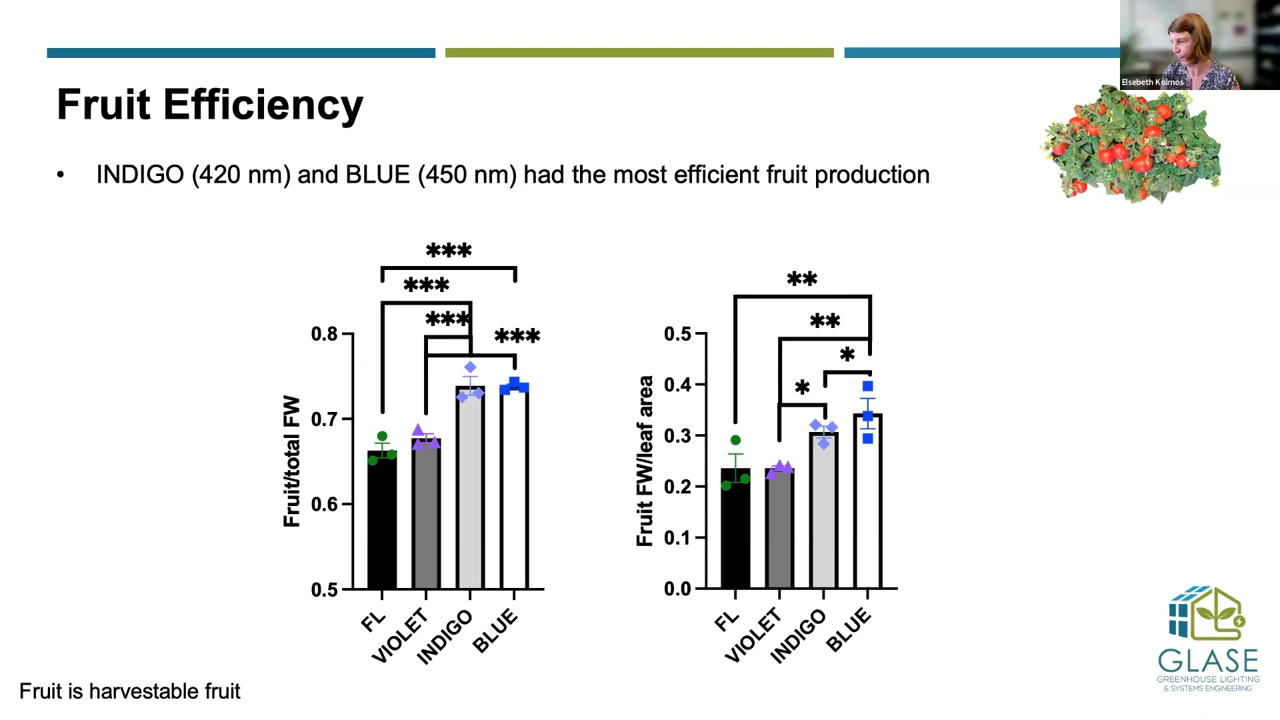 Elsebeth Kolmos
Fruit Efficiency
• INDIGO (420 nm) and BLUE (450 nm) had the most efficient fruit production
***
***
***
***
0.8
0.7
0.6
0.5
Fruit/total FW
FL
VIOLET
INDIGO
BLUE
**
**
*
*
0.5
0.4
0.3
0.2
0.1
0.0
Fruit FW/leaf area
FL
VIOLET
INDIGO
BLUE
GLASE
GREENHOUSE LIGHTING
& SYSTEMS ENGINEERING
Fruit is harvestable fruit